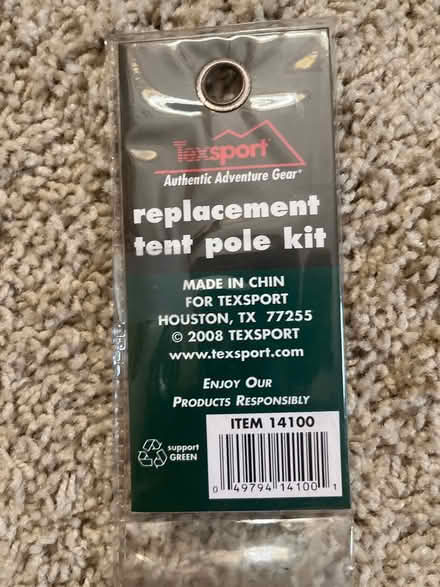 Texsport
Authentic Adventure Gear®
replacement
tent pole kit
MADE IN CHIN
FOR TEXSPORT
HOUSTON, TX 77255
© 2008 TEXSPORT
www.texsport.com
ENJOY OUR
PRODUCTS RESPONSIBLY
support
GREEN
ITEM 14100
0 49794 14100 1